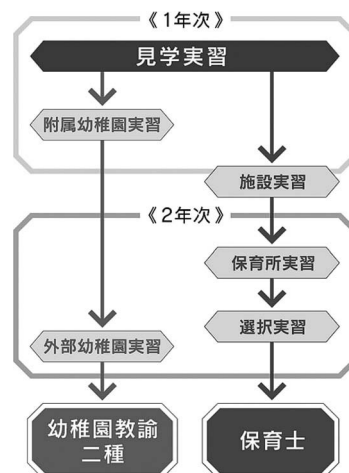 《1年次》
見学実習
附属幼稚園実習
施設実習
《2年次》
保育所実習
選択実習
外部幼稚園実習
幼稚園教諭
二種
保育士